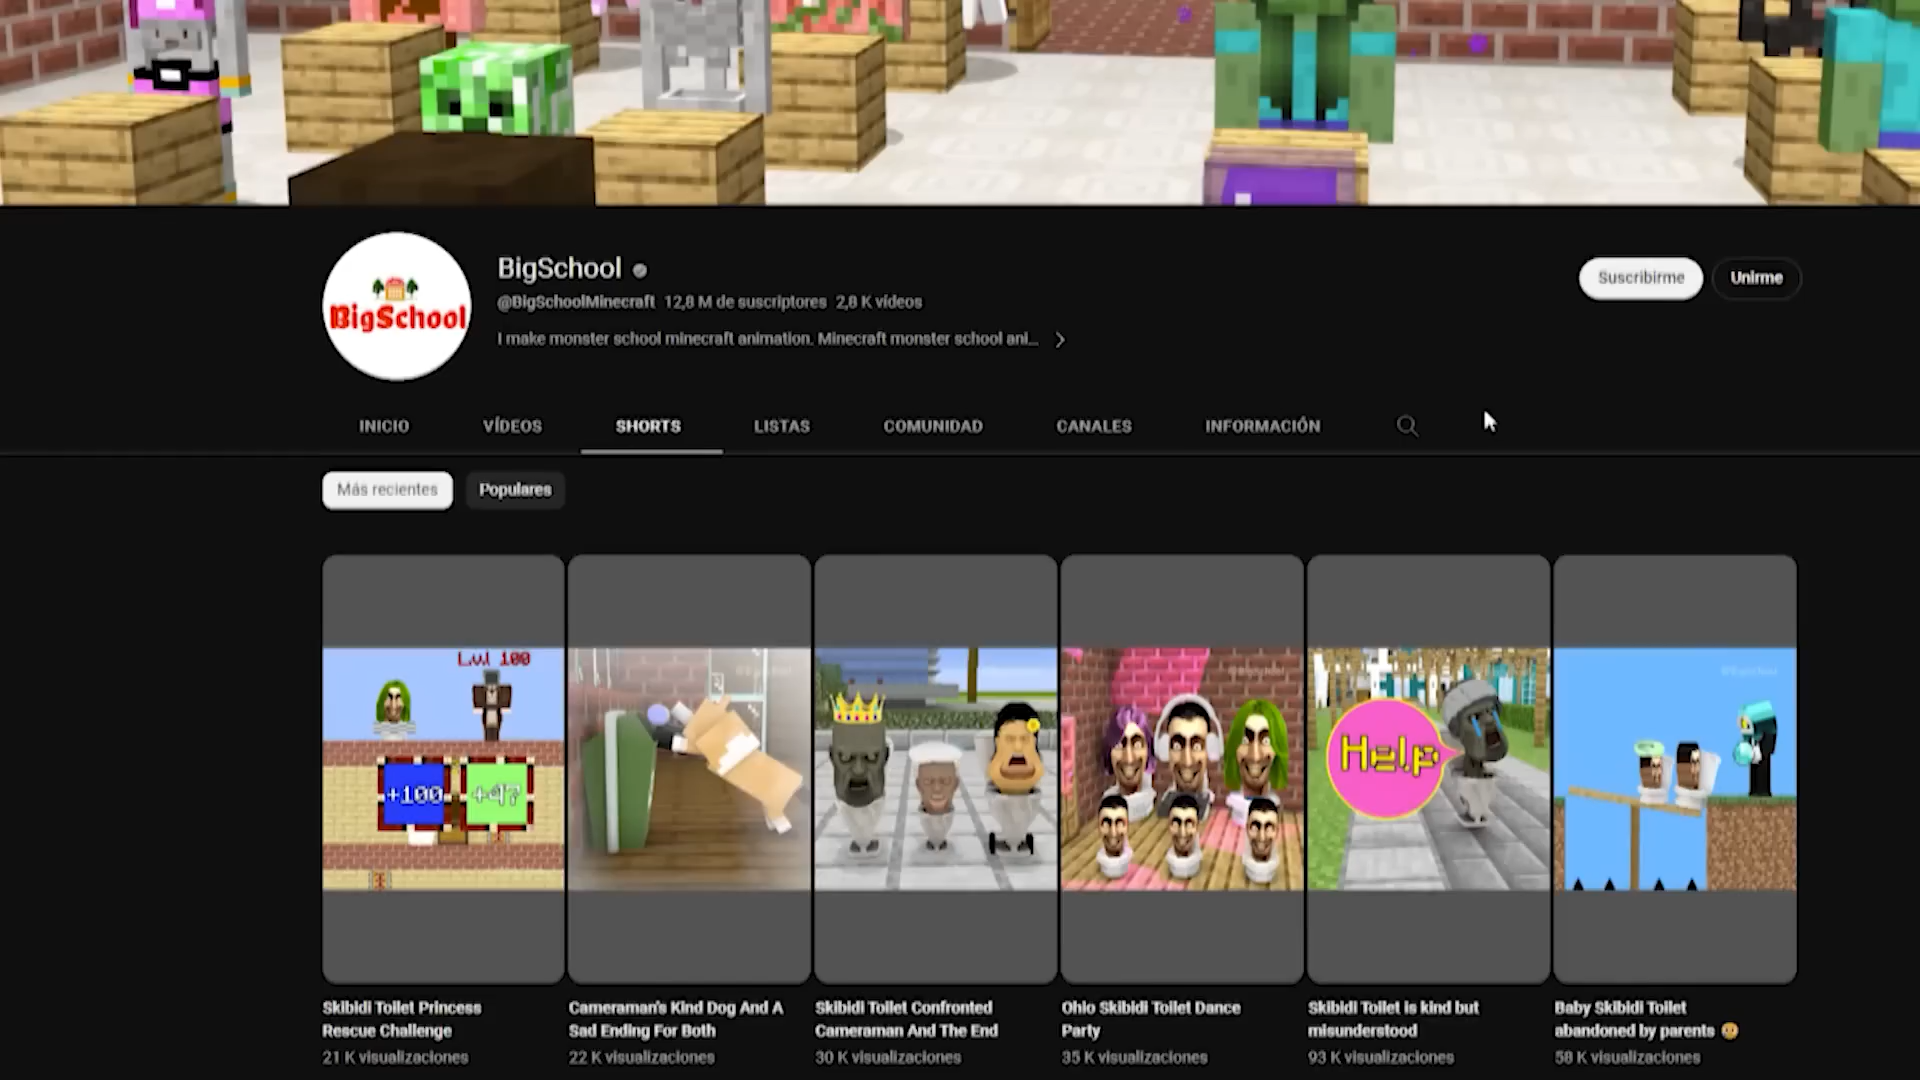 BigSchool
BigSchool
@BigSchoolMinecraft 12,8 M de suscriptores 2,8 K vídeos
I make monster school minecraft animation. Minecraft monster school ani...
Suscribirme
Unirme
INICIO
VÍDEOS
SHORTS
LISTAS
COMUNIDAD
CANALES
INFORMACIÓN
Más recientes
Populares
Lvl 100
+100
+47
Help
Skibidi Toilet Princess
Rescue Challenge
21 K visualizaciones
Cameraman's Kind Dog And A
Sad Ending For Both
22 K visualizaciones
Skibidi Toilet Confronted
Cameraman And The End
30 K visualizaciones
Ohio Skibidi Toilet Dance
Party
35 K visualizaciones
Skibidi Toilet is kind but
misunderstood
93 K visualizaciones
Baby Skibidi Toilet
abandoned by parents
58 K visualizaciones